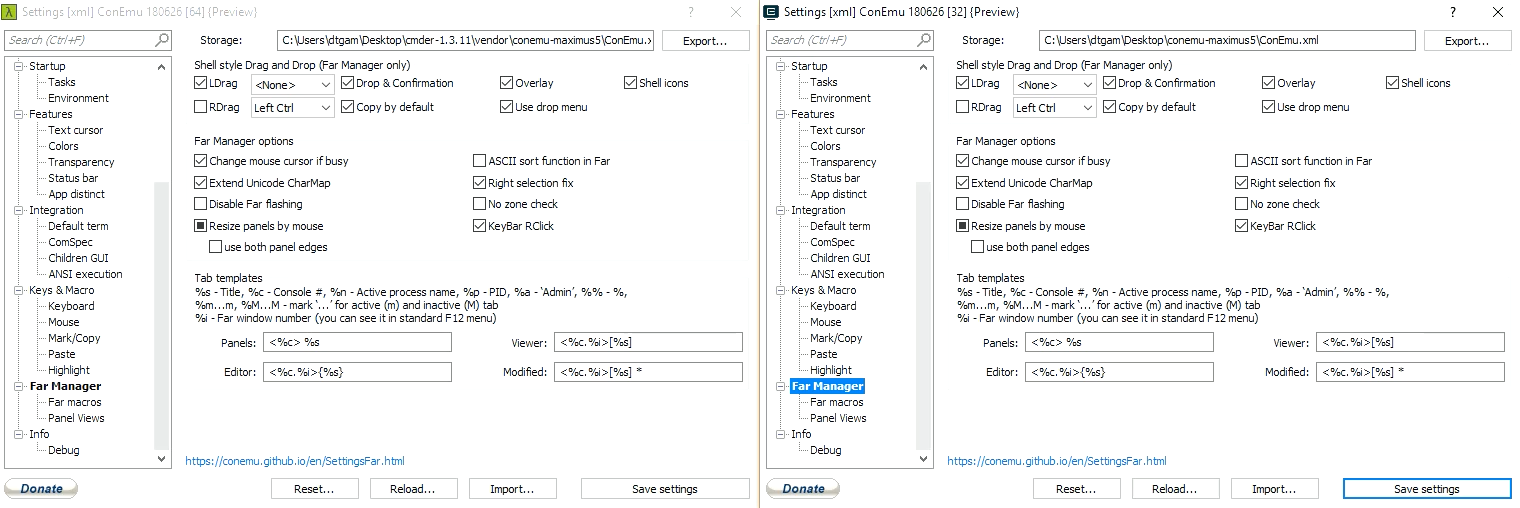 Settings [xml] ConEmu 180626 [64] {Preview}
Search (Ctrl+F)
Storage: C:\Users\dtgam\Desktop\cmder-1.3.11\vendor\conemu-maximus5\ConEmu.x Export...
Startup
Tasks
Environment
Features
Text cursor
Colors
Transparency
Status bar
App distinct
Integration
Default term
ComSpec
Children GUI
ANSI execution
Keys & Macro
Keyboard
Mouse
Mark/Copy
Paste
Highlight
Far Manager
Far macros
Panel Views
Info
Debug
Shell style Drag and Drop (Far Manager only)
LDrag <None> Drop & Confirmation Overlay Shell icons
RDrag Left Ctrl Copy by default Use drop menu
Far Manager options
Change mouse cursor if busy ASCII sort function in Far
Extend Unicode CharMap Right selection fix
Disable Far flashing No zone check
Resize panels by mouse KeyBar RClick
use both panel edges
Tab templates
%s - Title, %c - Console #, %n - Active process name, %p - PID, %a - ‘Admin’, %% - %,
%m…m, %M…M - mark ‘…’ for active (m) and inactive (M) tab
%i - Far window number (you can see it in standard F12 menu)
Panels: <%c> %s Viewer: <%c.%i>[%s]
Editor: <%c.%i>{%s} Modified: <%c.%i>[%s] *
https://conemu.github.io/en/SettingsFar.html
Donate Reset... Reload... Import... Save settings
Settings [xml] ConEmu 180626 [32] {Preview}
Search (Ctrl+F)
Storage: C:\Users\dtgam\Desktop\conemu-maximus5\ConEmu.xml Export...
Startup
Tasks
Environment
Features
Text cursor
Colors
Transparency
Status bar
App distinct
Integration
Default term
ComSpec
Children GUI
ANSI execution
Keys & Macro
Keyboard
Mouse
Mark/Copy
Paste
Highlight
Far Manager
Far macros
Panel Views
Info
Debug
Shell style Drag and Drop (Far Manager only)
LDrag <None> Drop & Confirmation Overlay Shell icons
RDrag Left Ctrl Copy by default Use drop menu
Far Manager options
Change mouse cursor if busy ASCII sort function in Far
Extend Unicode CharMap Right selection fix
Disable Far flashing No zone check
Resize panels by mouse KeyBar RClick
use both panel edges
Tab templates
%s - Title, %c - Console #, %n - Active process name, %p - PID, %a - ‘Admin’, %% - %,
%m…m, %M…M - mark ‘…’ for active (m) and inactive (M) tab
%i - Far window number (you can see it in standard F12 menu)
Panels: <%c> %s Viewer: <%c.%i>[%s]
Editor: <%c.%i>{%s} Modified: <%c.%i>[%s] *
https://conemu.github.io/en/SettingsFar.html
Donate Reset... Reload... Import... Save settings